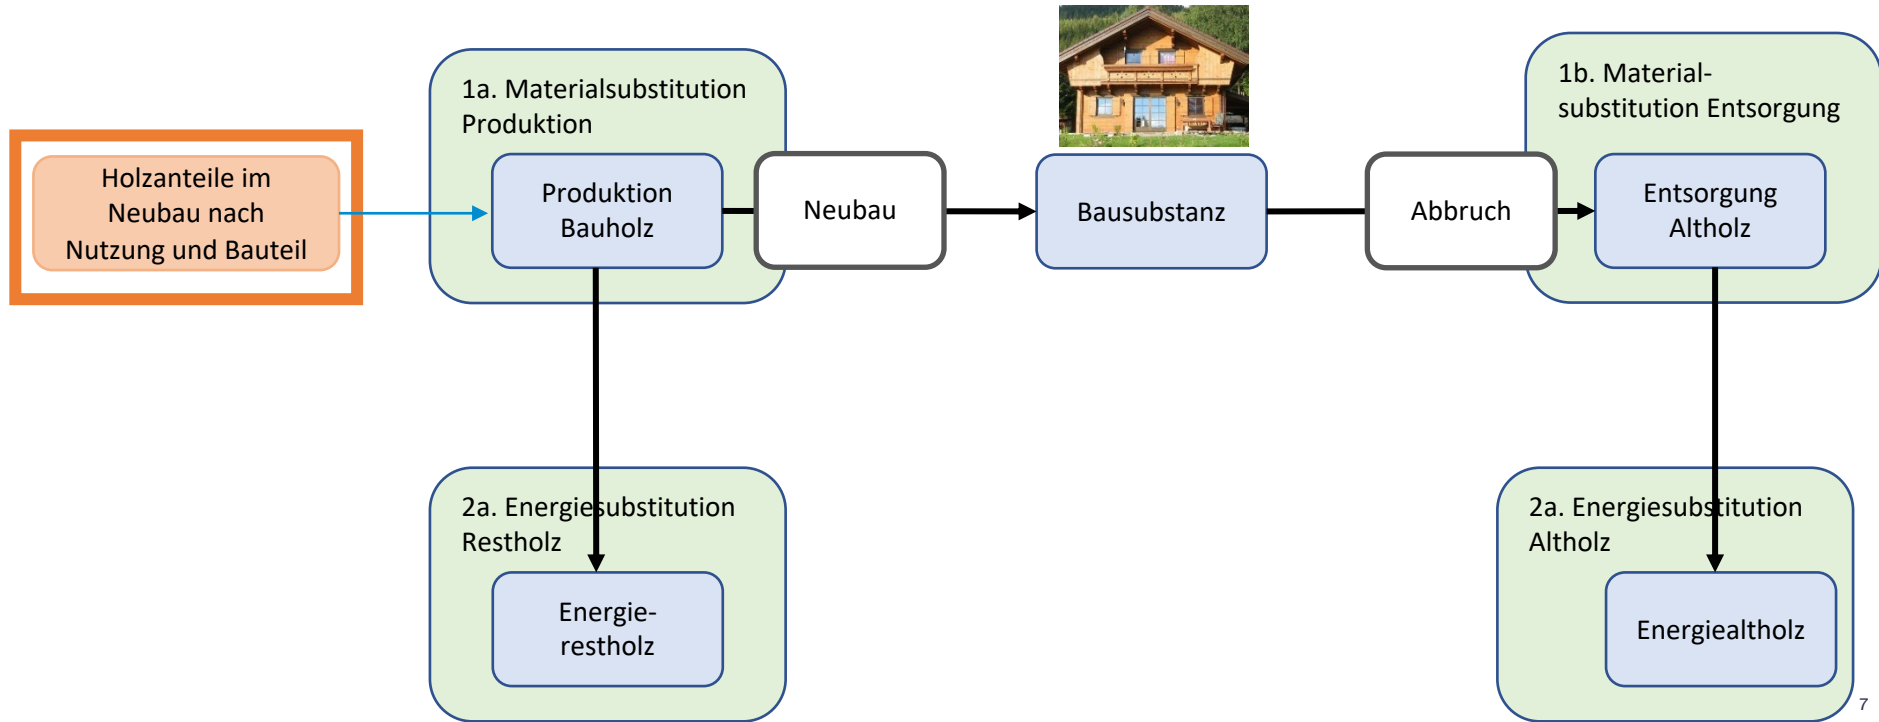 1a. Materialsubstitution
Produktion
1b. Material-
substitution Entsorgung
Holzanteile im
Neubau nach
Nutzung und Bauteil
Produktion
Bauholz
Neubau
Bausubstanz
Abbruch
Entsorgung
Altholz
2a. Energiesubstitution
Restholz
Energie-
restholz
2a. Energiesubstitution
Altholz
Energiealtholz
7